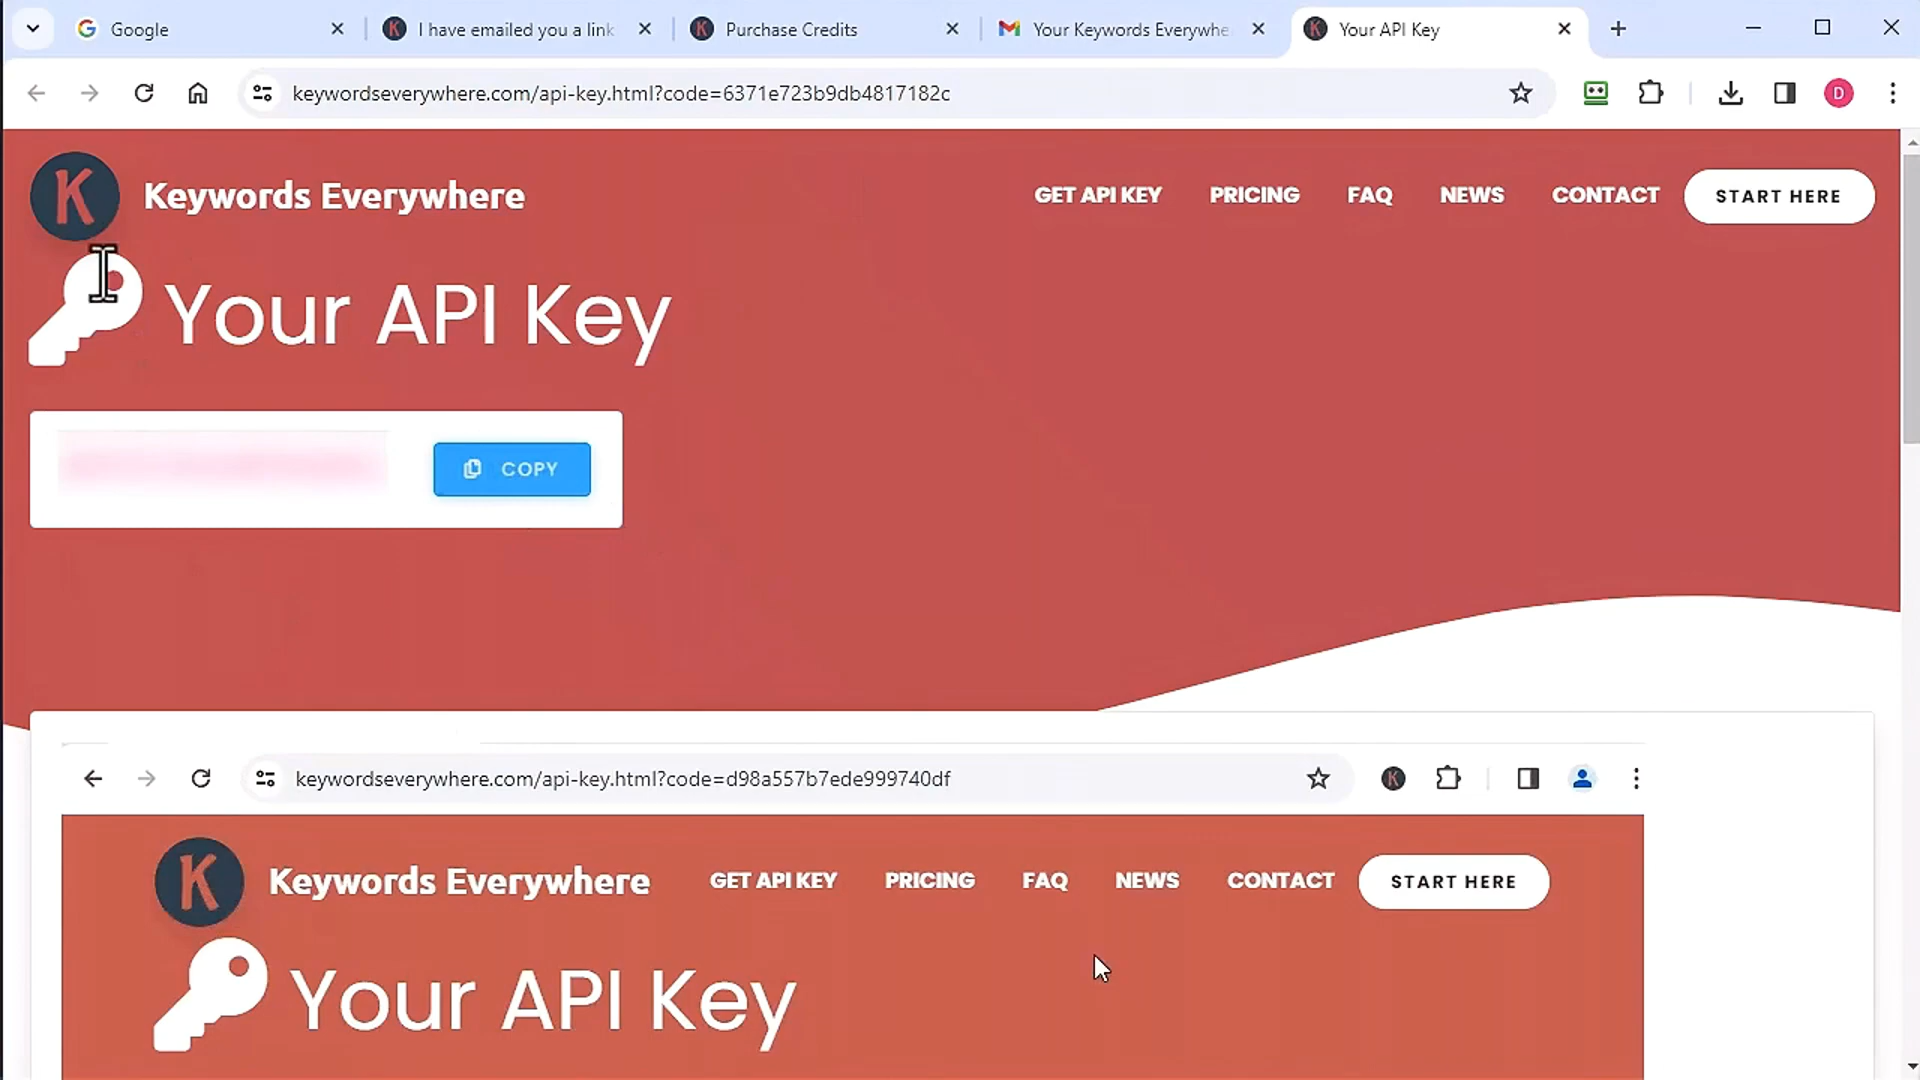 Google
I have emailed you a link
Purchase Credits
Your Keywords Everywhe
Your API Key
keywordseverywhere.com/api-key.html?code=6371e723b9db4817182c
D
K
Keywords Everywhere
GET API KEY
PRICING
FAQ
NEWS
CONTACT
START HERE
Your API Key
COPY
keywordseverywhere.com/api-key.html?code=d98a557b7ede999740df
K
Keywords Everywhere
GET API KEY
PRICING
FAQ
NEWS
CONTACT
START HERE
Your API Key